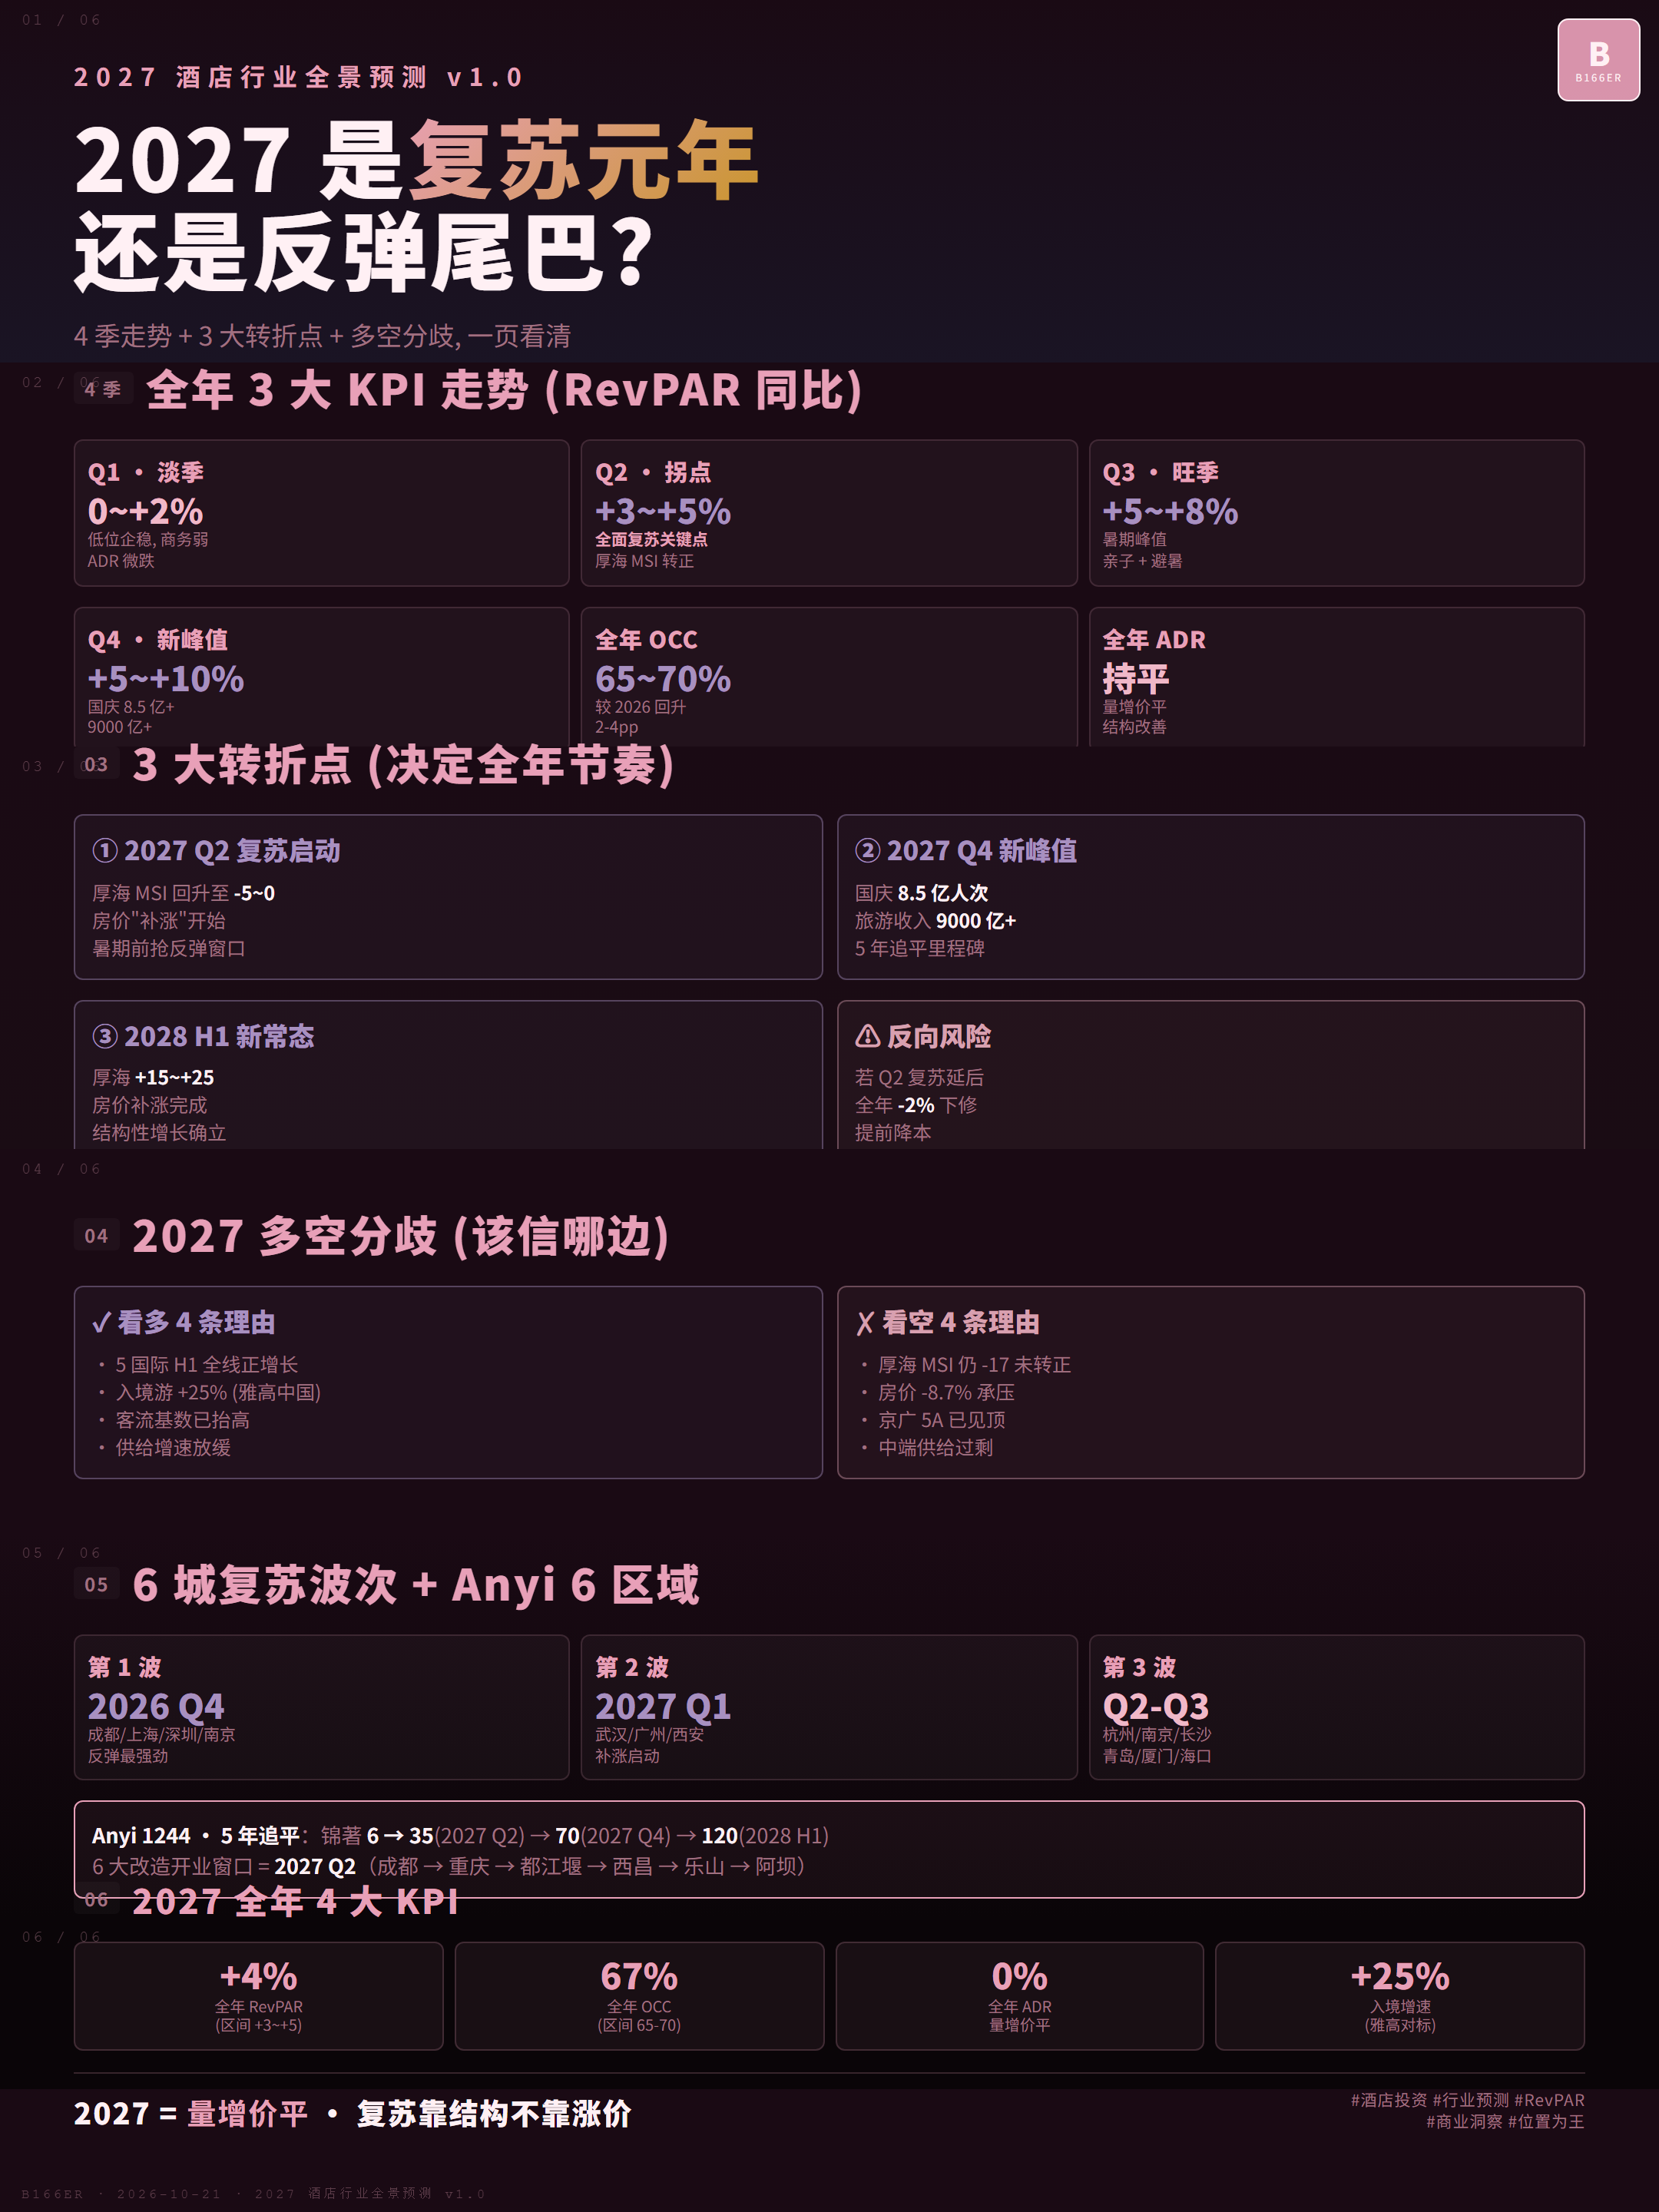 01 / 06
B
B166ER
2027 酒店行业全景预测 v1.0
2027 是复苏元年
还是反弹尾巴?
4 季走势 + 3 大转折点 + 多空分歧, 一页看清
02 / 06
4 季 全年 3 大 KPI 走势 (RevPAR 同比)
Q1 · 淡季
0~+2%
低位企稳, 商务弱
ADR 微跌
Q2 · 拐点
+3~+5%
全面复苏关键点
厚海 MSI 转正
Q3 · 旺季
+5~+8%
暑期峰值
亲子 + 避暑
Q4 · 新峰值
+5~+10%
国庆 8.5 亿+
9000 亿+
全年 OCC
65~70%
较 2026 回升
2-4pp
全年 ADR
持平
量增价平
结构改善
03 /
03 3 大转折点 (决定全年节奏)
① 2027 Q2 复苏启动
厚海 MSI 回升至 -5~0
房价"补涨"开始
暑期前抢反弹窗口
② 2027 Q4 新峰值
国庆 8.5 亿人次
旅游收入 9000 亿+
5 年追平里程碑
③ 2028 H1 新常态
厚海 +15~+25
房价补涨完成
结构性增长确立
⚠ 反向风险
若 Q2 复苏延后
全年 -2% 下修
提前降本
04 / 06
04 2027 多空分歧 (该信哪边)
✓ 看多 4 条理由
· 5 国际 H1 全线正增长
· 入境游 +25% (雅高中国)
· 客流基数已抬高
· 供给增速放缓
✗ 看空 4 条理由
· 厚海 MSI 仍 -17 未转正
· 房价 -8.7% 承压
· 京广 5A 已见顶
· 中端供给过剩
05 / 06
05 6 城复苏波次 + Anyi 6 区域
第 1 波
2026 Q4
成都/上海/深圳/南京
反弹最强劲
第 2 波
2027 Q1
武汉/广州/西安
补涨启动
第 3 波
Q2-Q3
杭州/南京/长沙
青岛/厦门/海口
Anyi 1244 · 5 年追平: 锦著 6 → 35(2027 Q2) → 70(2027 Q4) → 120(2028 H1)
6 大改造开业窗口 = 2027 Q2（成都 → 重庆 → 都江堰 → 西昌 → 乐山 → 阿坝）
06 2027 全年 4 大 KPI
06 / 06
+4%
全年 RevPAR
(区间 +3~+5)
67%
全年 OCC
(区间 65-70)
0%
全年 ADR
量增价平
+25%
入境增速
(雅高对标)
2027 = 量增价平 · 复苏靠结构不靠涨价
#酒店投资 #行业预测 #RevPAR
#商业洞察 #位置为王
B166ER · 2026-10-21 · 2027 酒店行业全景预测 v1.0